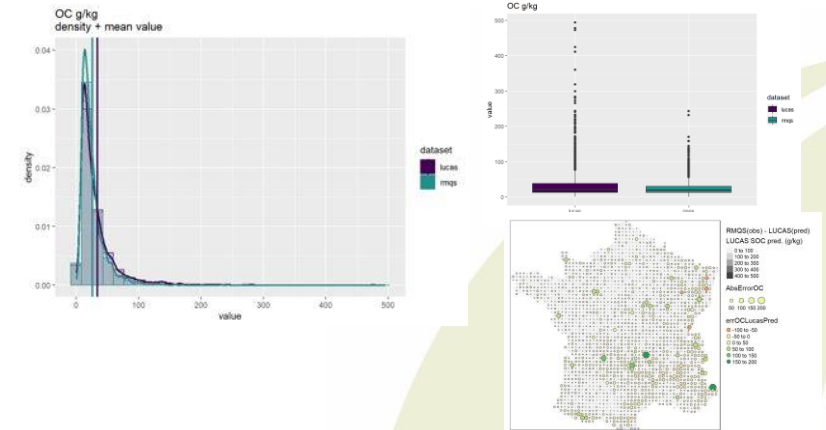 OC g/kg
density + mean value
0.04
0.03
0.02
0.01
0.00
density
0
100
200
300
400
500
value
dataset
lucas
rmqs
OC g/kg
500
400
300
200
100
0
value
dataset
lucas
rmqs
RMQS(obs) - LUCAS(pred)
LUCAS SOC pred. (g/kg)
0 to 100
100 to 200
200 to 300
300 to 400
400 to 500
AbsErrorOC
50 100 150 200
errOCLucasPred
-100 to -50
-50 to 0
0 to 50
50 to 100
100 to 150
150 to 200